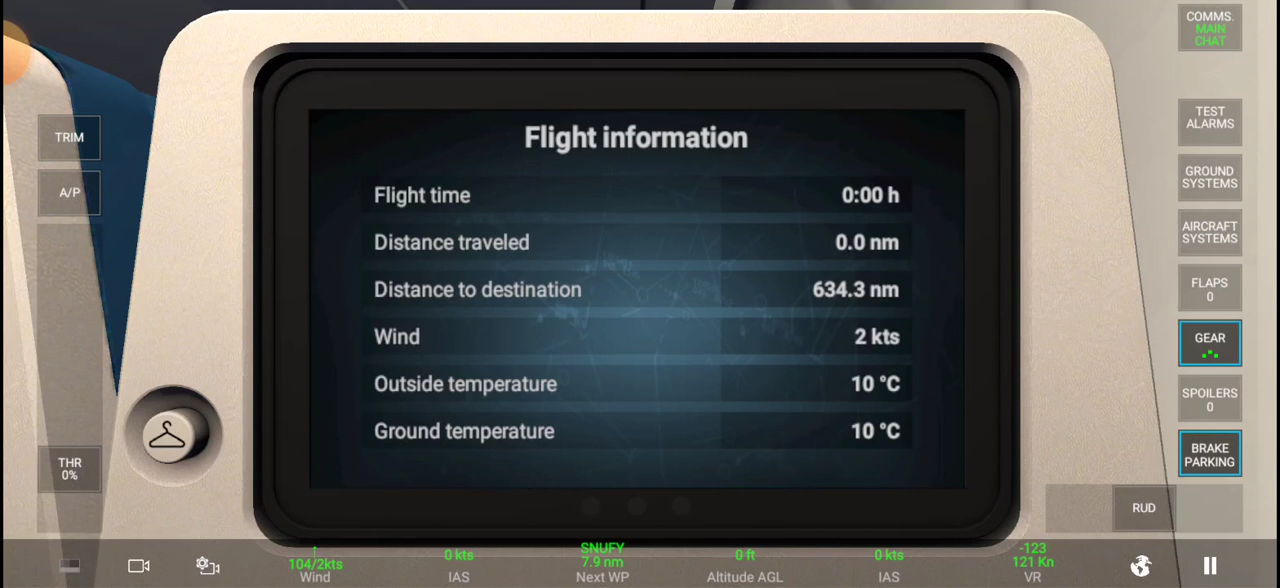 COMMS.
MAIN
CHAT
TRIM
A/P
THR
0%
Flight information
Flight time 0:00 h
Distance traveled 0.0 nm
Distance to destination 634.3 nm
Wind 2 kts
Outside temperature 10 °C
Ground temperature 10 °C
TEST
ALARMS
GROUND
SYSTEMS
AIRCRAFT
SYSTEMS
FLAPS
0
GEAR
SPOILERS
0
BRAKE
PARKING
RUD
104/2kts
Wind
0 kts
IAS
SNUFY
7.9 nm
Next WP
0 ft
Altitude AGL
0 kts
IAS
-123
121 Kn
VR